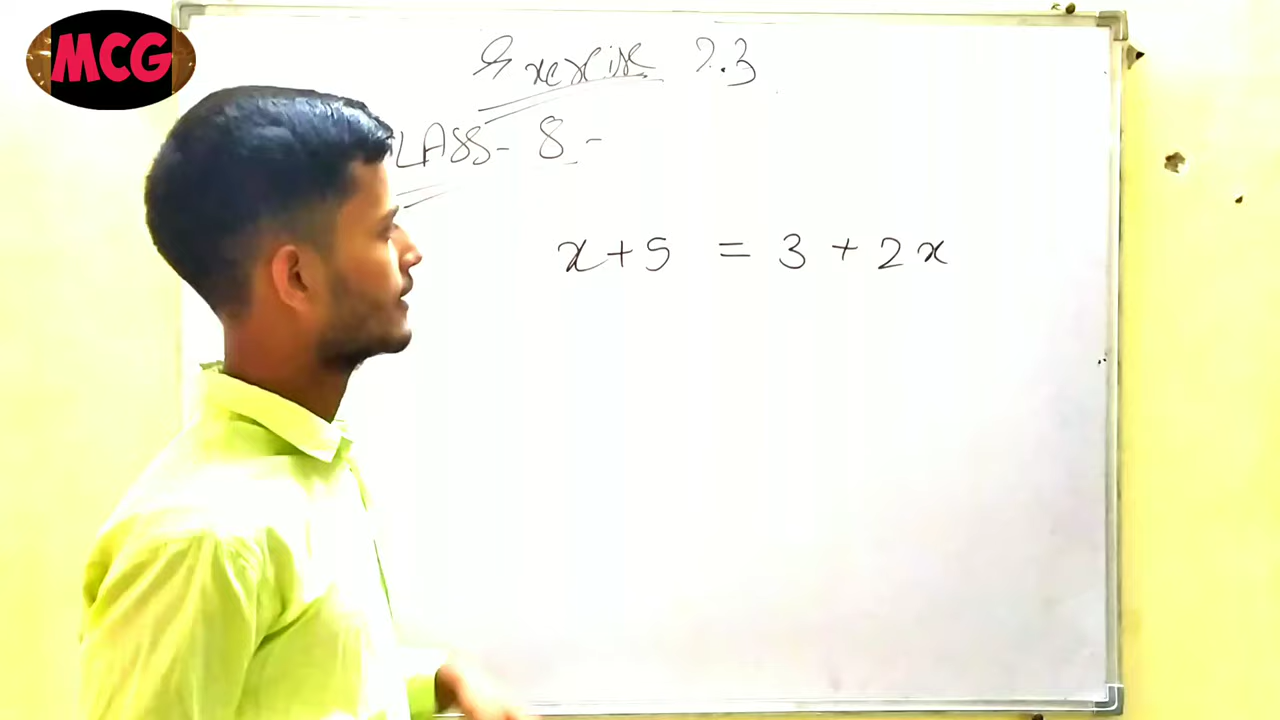 MCG
Exercise 2.3
LASS- 8 -
x+5 = 3 + 2x